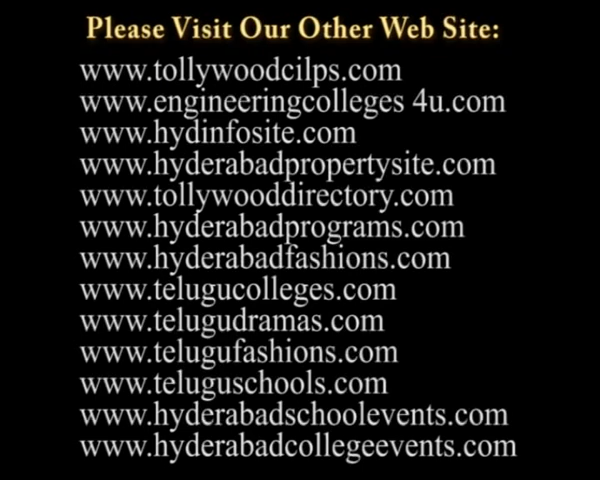 Please Visit Our Other Web Site:
www.tollywoodcilps.com
www.engineeringcolleges 4u.com
www.hydinfosite.com
www.hyderabadpropertysite.com
www.tollywooddirectory.com
www.hyderabadprograms.com
www.hyderabadfashions.com
www.telugucolleges.com
www.telugudramas.com
www.telugufashions.com
www.teluguschools.com
www.hyderabadschoolevents.com
www.hyderabadcollegeevents.com